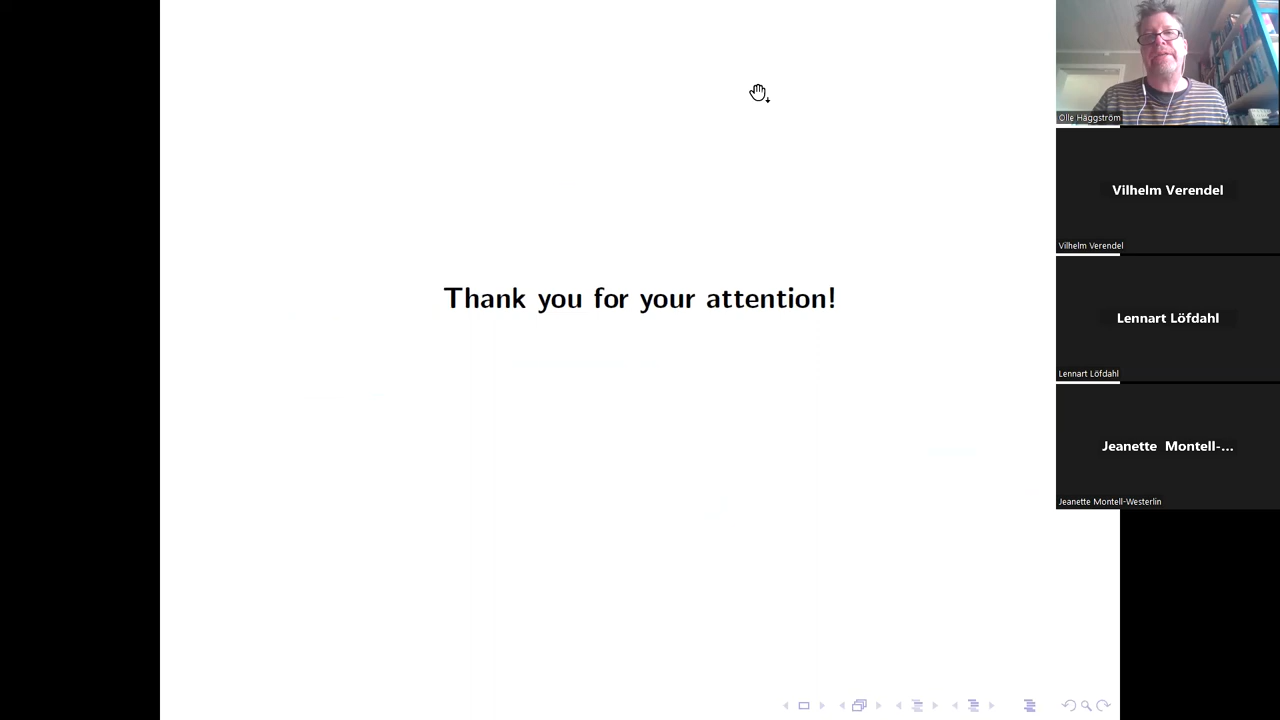 Thank you for your attention!
Olle Häggström
Vilhelm Verendel
Vilhelm Verendel
Lennart Löfdahl
Lennart Löfdahl
Jeanette Montell-...
Jeanette Montell-Westerlin